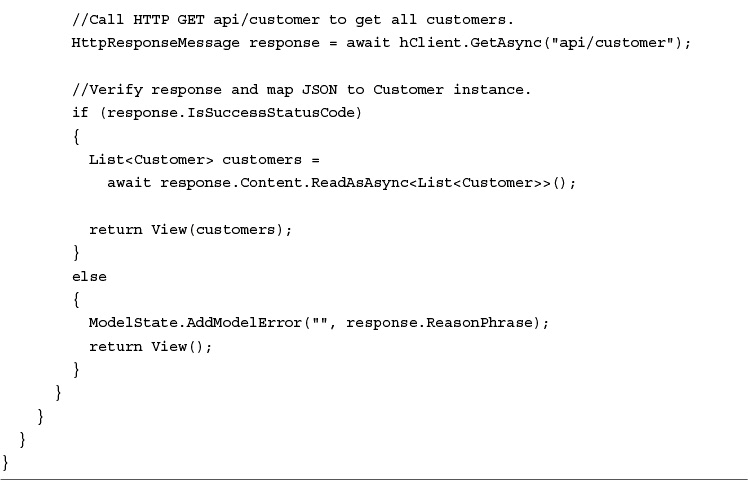 //Call HTTP GET api/customer to get all customers.
HttpResponseMessage response = await hClient.GetAsync("api/customer");
//Verify response and map JSON to Customer instance.
if (response.IsSuccessStatusCode)
{
List<Customer> customers =
await response.Content.ReadAsAsync<List<Customer>>();
return View(customers);
}
else
{
ModelState.AddModelError("", response.ReasonPhrase);
return View();
}
}
}
}
}